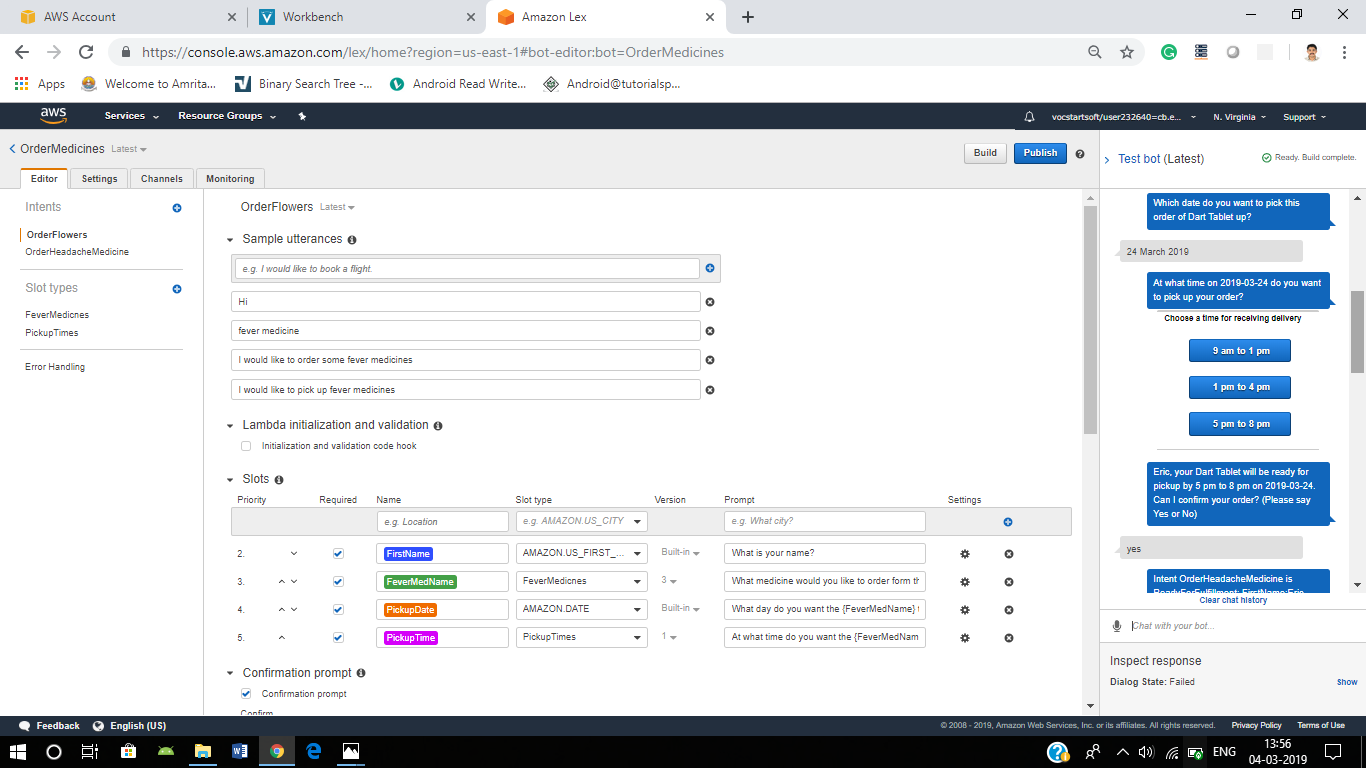 AWS Account
Workbench
Amazon Lex
https://console.aws.amazon.com/lex/home?region=us-east-1#bot-editor:bot=OrderMedicines
Apps
Welcome to Amrita...
Binary Search Tree -...
Android Read Write...
Android@tutorialsp...
aws
Services
Resource Groups
vocstartsoft/user232640=cb.e...
N. Virginia
Support
OrderMedicines Latest
Build
Publish
Editor
Settings
Channels
Monitoring
Intents
OrderFlowers
OrderHeadacheMedicine
Slot types
FeverMedicnes
PickupTimes
Error Handling
OrderFlowers Latest
Sample utterances
e.g. I would like to book a flight.
Hi
fever medicine
I would like to order some fever medicines
I would like to pick up fever medicines
Lambda initialization and validation
Initialization and validation code hook
Slots
Priority Required Name Slot type Version Prompt Settings
e.g. Location e.g. AMAZON.US_CITY e.g. What city?
2. FirstName AMAZON.US_FIRST_... Built-in What is your name?
3. FeverMedName FeverMedicnes 3 What medicine would you like to order form th
4. PickupDate AMAZON.DATE Built-in What day do you want the {FeverMedName} t
5. PickupTime PickupTimes 1 At what time do you want the {FeverMedNam
Confirmation prompt
Confirmation prompt
Confirm
Test bot (Latest)
Ready. Build complete.
Which date do you want to pick this
order of Dart Tablet up?
24 March 2019
At what time on 2019-03-24 do you want
to pick up your order?
Choose a time for receiving delivery
9 am to 1 pm
1 pm to 4 pm
5 pm to 8 pm
Eric, your Dart Tablet will be ready for
pickup by 5 pm to 8 pm on 2019-03-24.
Can I confirm your order? (Please say
Yes or No)
yes
Intent OrderHeadacheMedicine is
ReadyForFulfillment: FirstName:Eric
Clear chat history
Chat with your bot...
Inspect response
Dialog State: Failed
Show
Feedback
English (US)
© 2008 - 2019, Amazon Web Services, Inc. or its affiliates. All rights reserved.
Privacy Policy
Terms of Use
ENG
13:56
04-03-2019